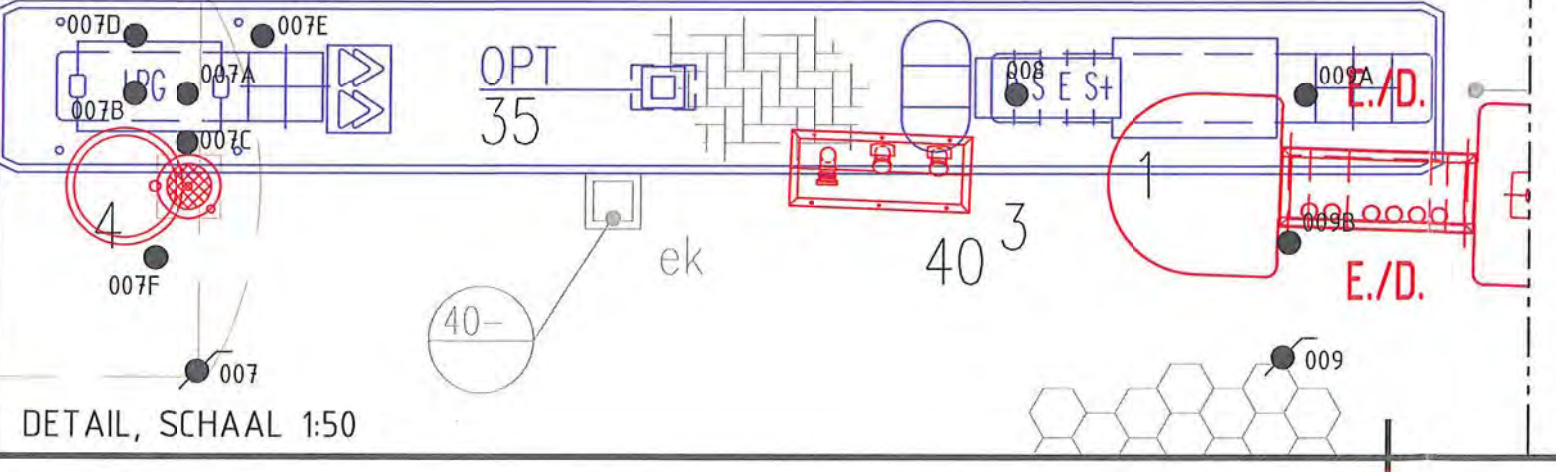 007D
007E
LPG
007A
007B
007C
OPT
35
008
S E S+
009A
E./D.
1
4
3
009B
ek
40
007F
E./D.
40-
007
009
DETAIL, SCHAAL 1:50